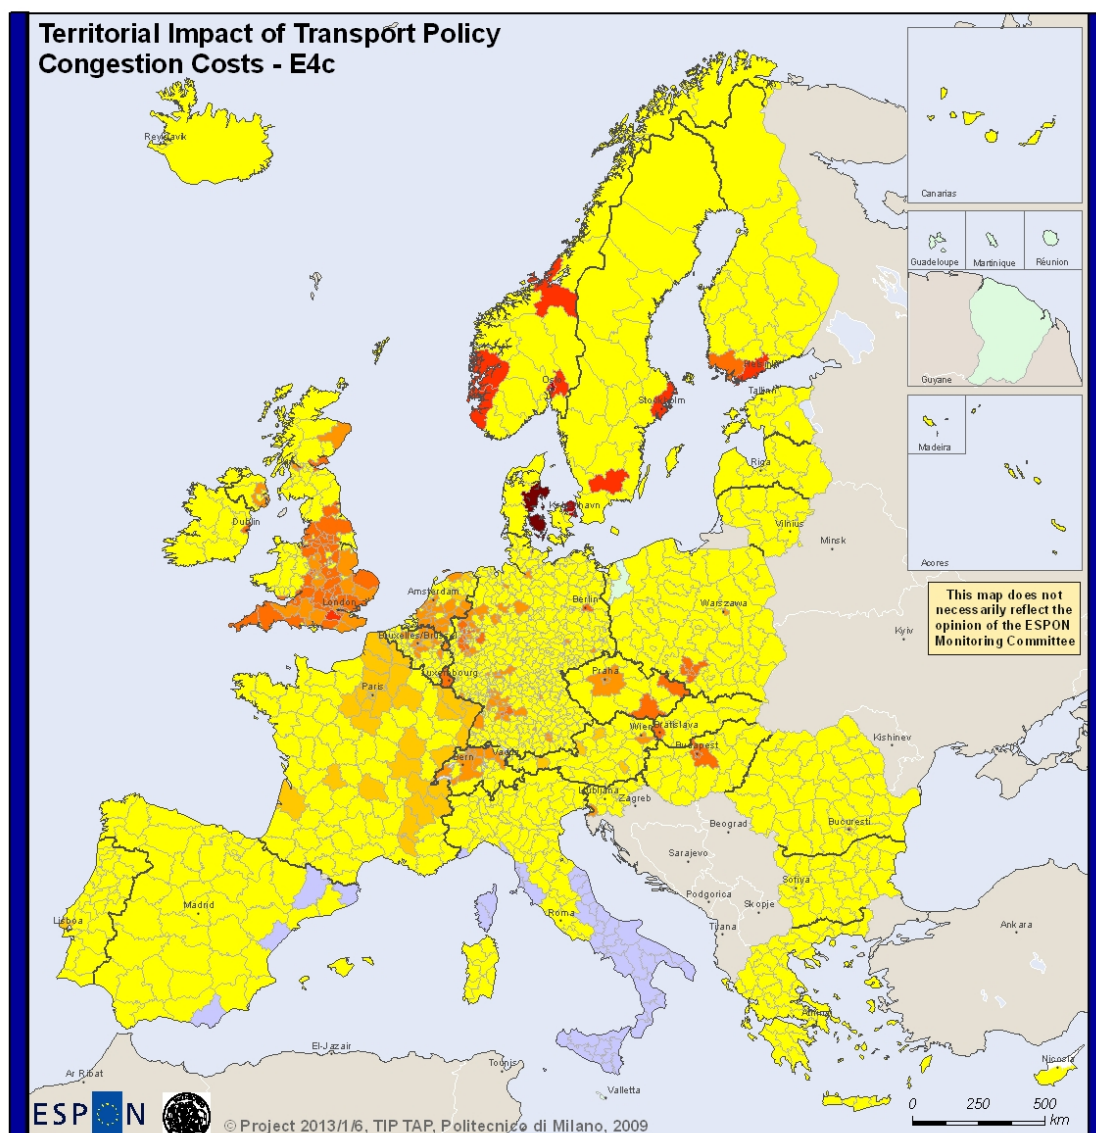 Territorial Impact of Transport Policy
Congestion Costs - E4c
Reykjavik
Canarias
Guadeloupe
Martinique
Réunion
Guyane
Madeira
Acores
Oslo
Helsinki
Stockholm
Tallinn
Riga
Dublin
København
Vilnius
Minsk
London
Amsterdam
Berlin
Warszawa
This map does not
necessarily reflect the
opinion of the ESPON
Monitoring Committee
Bruxelles/Brussel
Kyiv
Luxembourg
Praha
Paris
Wien
Bratislava
Kishinev
Budapest
Bern
Vaduz
Ljubljana
Zagreb
Beograd
Bucuresti
Sarajevo
Sofiya
Podgorica
Skopje
Madrid
Roma
Lisboa
Tirana
Ankara
El-Jazair
Tounis
Nicosia
Ar Ribat
Valletta
ESPON
© Project 2013/1/6, TIP TAP, Politecnico di Milano, 2009
0 250 500
km